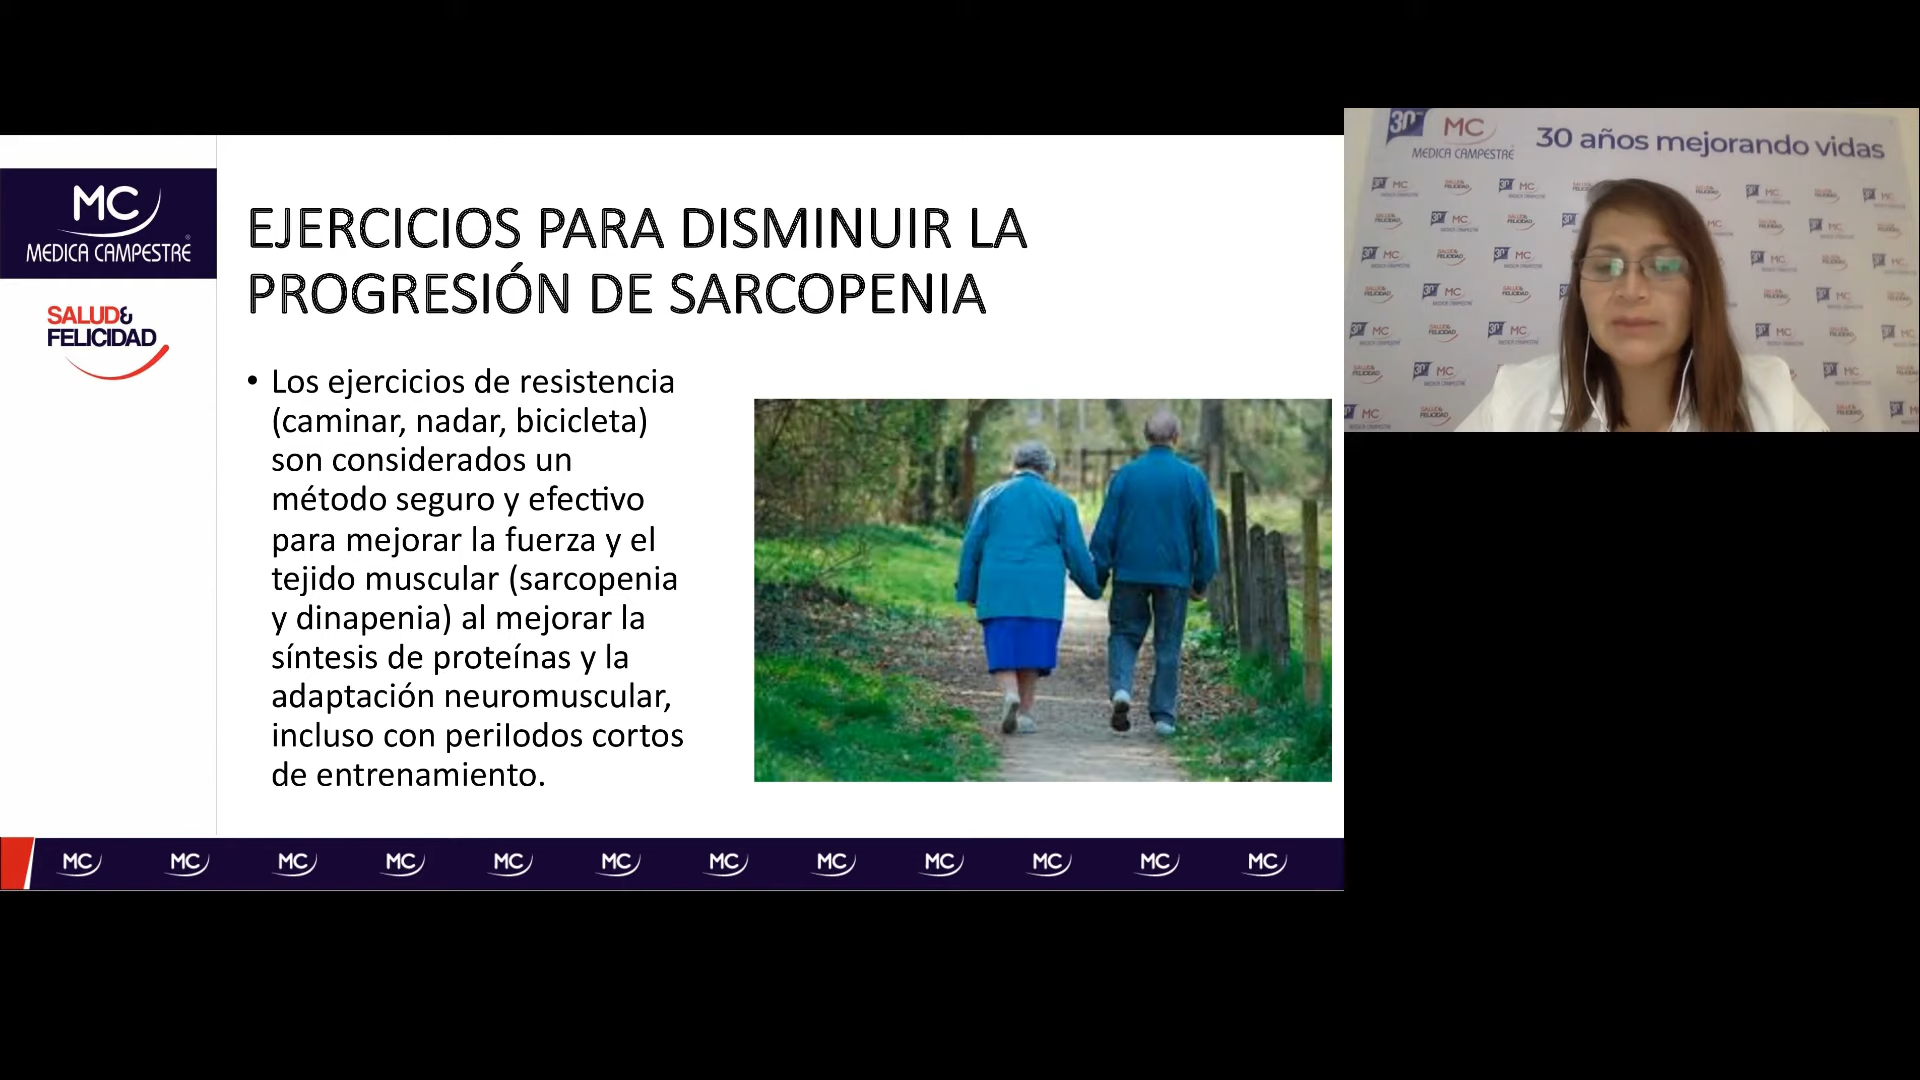 MC
MEDICA CAMPESTRE®
SALUD&
FELICIDAD
EJERCICIOS PARA DISMINUIR LA
PROGRESIÓN DE SARCOPENIA
• Los ejercicios de resistencia
(caminar, nadar, bicicleta)
son considerados un
método seguro y efectivo
para mejorar la fuerza y el
tejido muscular (sarcopenia
y dinapenia) al mejorar la
síntesis de proteínas y la
adaptación neuromuscular,
incluso con perilodos cortos
de entrenamiento.
MC MC MC MC MC MC MC MC MC MC MC MC
30 MC
MEDICA CAMPESTRE
30 años mejorando vidas